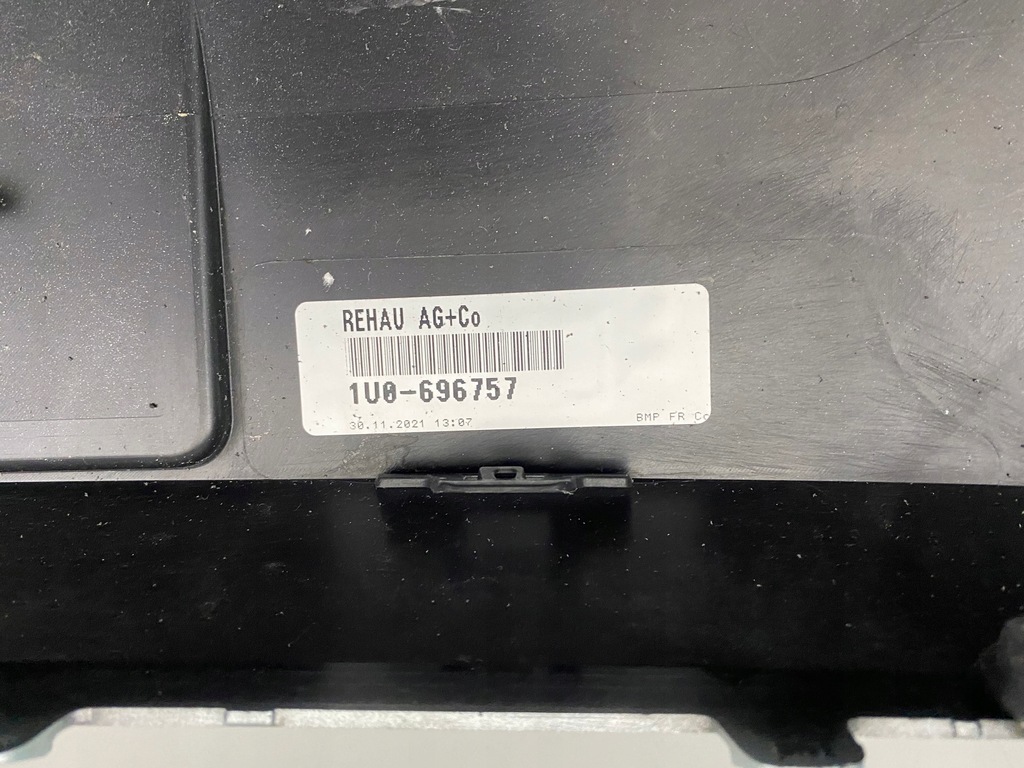 REHAU AG+Co
1U0-696757
30.11.2021 13:07
BMP FR Co